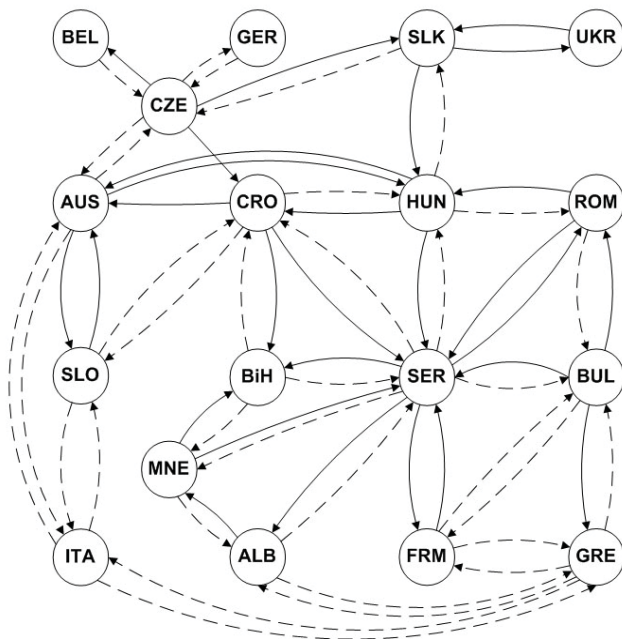 BEL GER SLK UKR
CZE
AUS CRO HUN ROM
SLO BiH SER BUL
MNE
ITA ALB FRM GRE